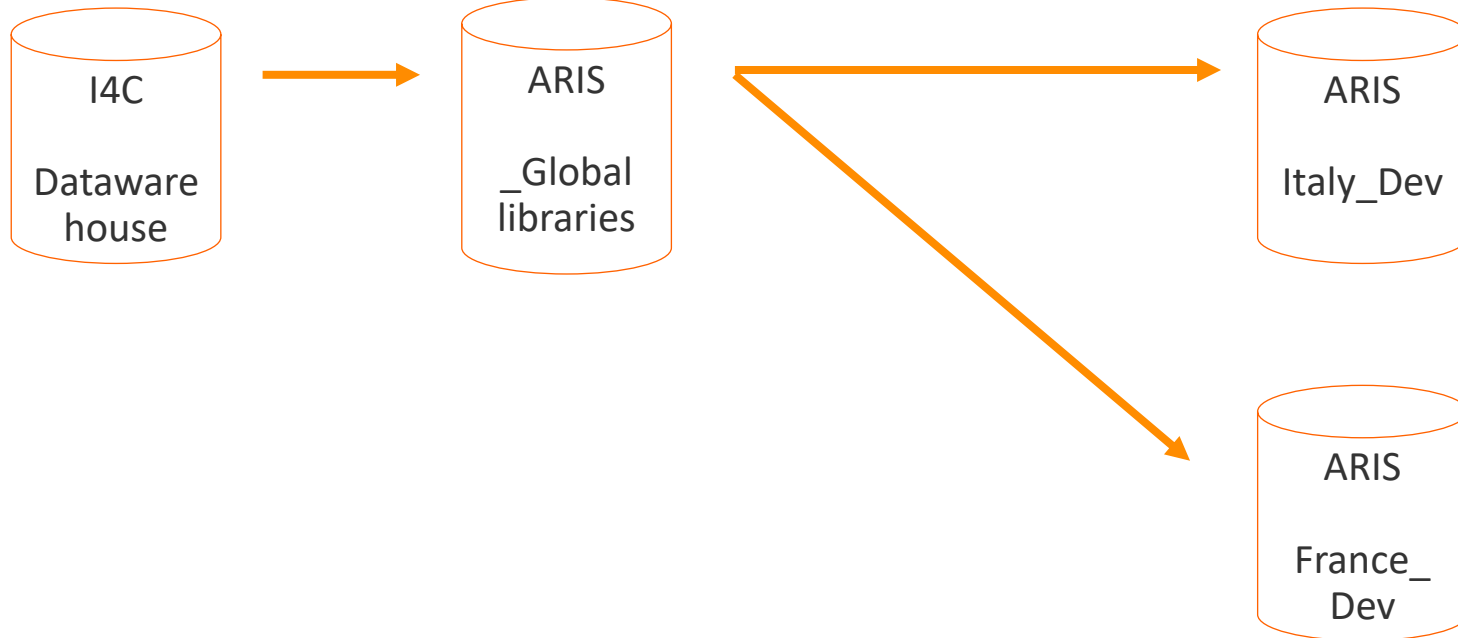 I4C
Dataware
house
ARIS
_Global
libraries
ARIS
Italy_Dev
ARIS
France_
Dev